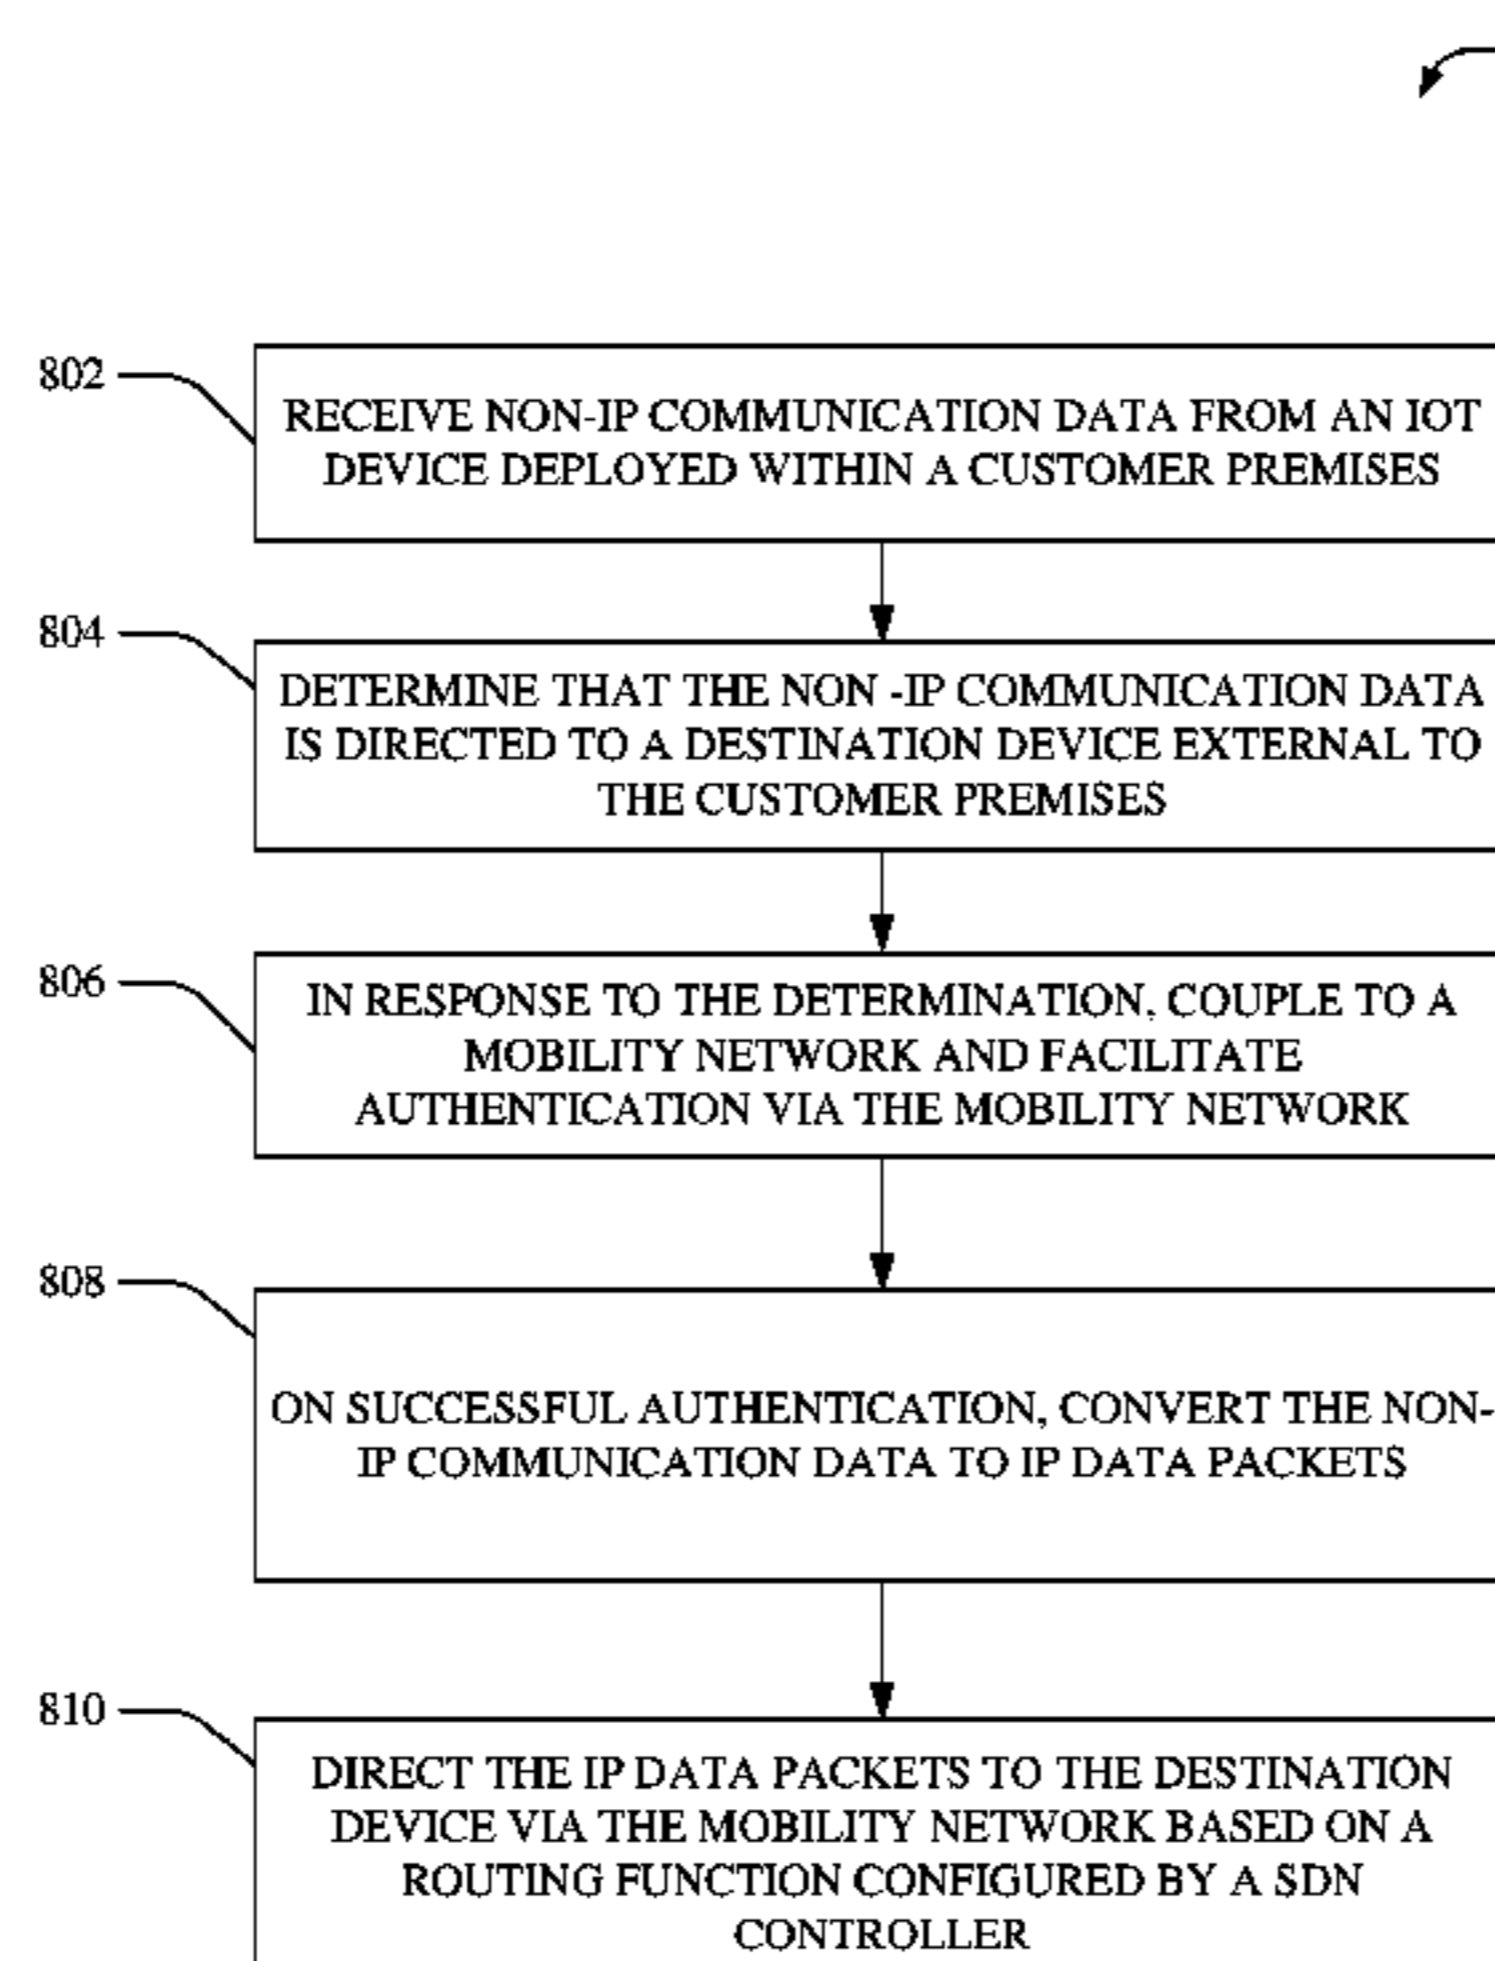 802
RECEIVE NON-IP COMMUNICATION DATA FROM AN IOT
DEVICE DEPLOYED WITHIN A CUSTOMER PREMISES
804
DETERMINE THAT THE NON -IP COMMUNICATION DATA
IS DIRECTED TO A DESTINATION DEVICE EXTERNAL TO
THE CUSTOMER PREMISES
806
IN RESPONSE TO THE DETERMINATION, COUPLE TO A
MOBILITY NETWORK AND FACILITATE
AUTHENTICATION VIA THE MOBILITY NETWORK
808
ON SUCCESSFUL AUTHENTICATION, CONVERT THE NON-
IP COMMUNICATION DATA TO IP DATA PACKETS
810
DIRECT THE IP DATA PACKETS TO THE DESTINATION
DEVICE VIA THE MOBILITY NETWORK BASED ON A
ROUTING FUNCTION CONFIGURED BY A SDN
CONTROLLER